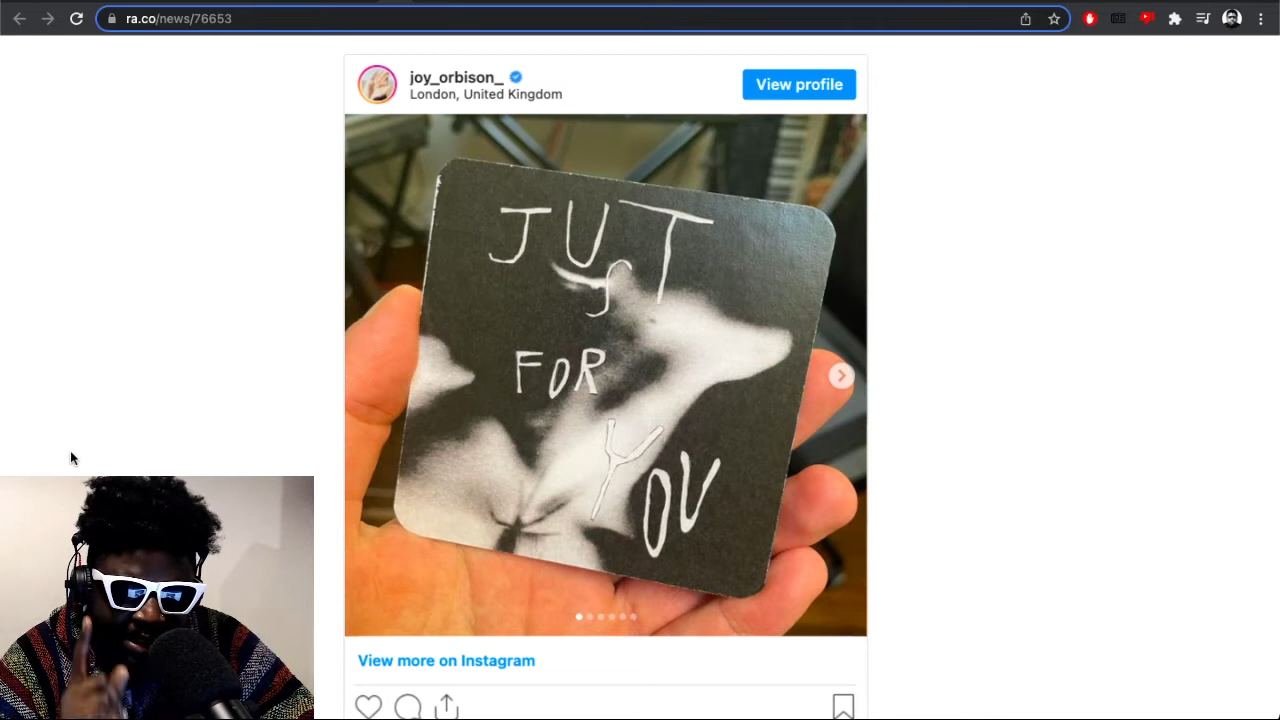 ra.co/news/76653
joy_orbison_
London, United Kingdom
View profile
JUST
FOR
YOU
View more on Instagram